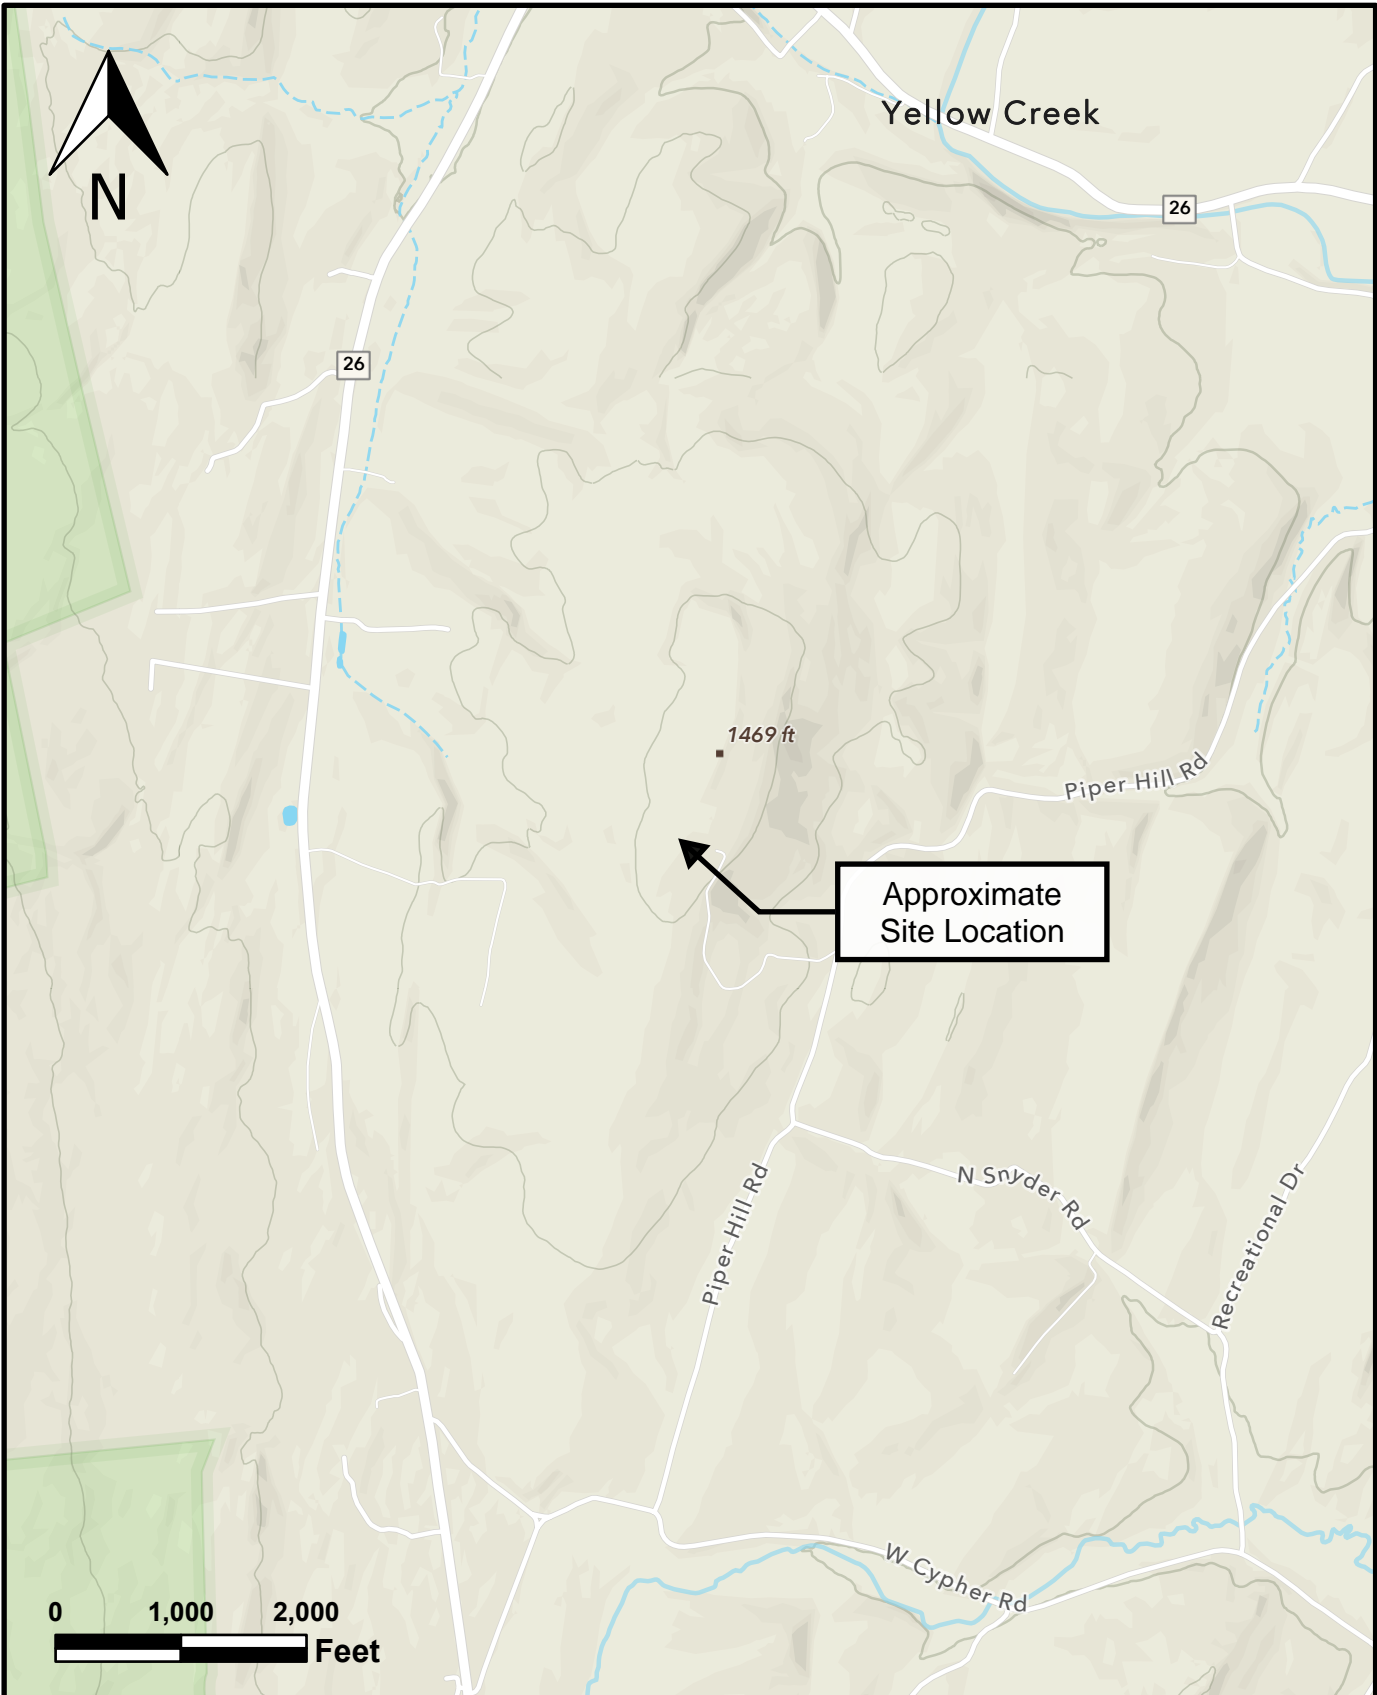 N
Yellow Creek
26
26
1469 ft
Piper Hill Rd
Approximate
Site Location
N Snyder Rd
Piper Hill Rd
Recreational Dr
W Cypher Rd
0 1,000 2,000
Feet